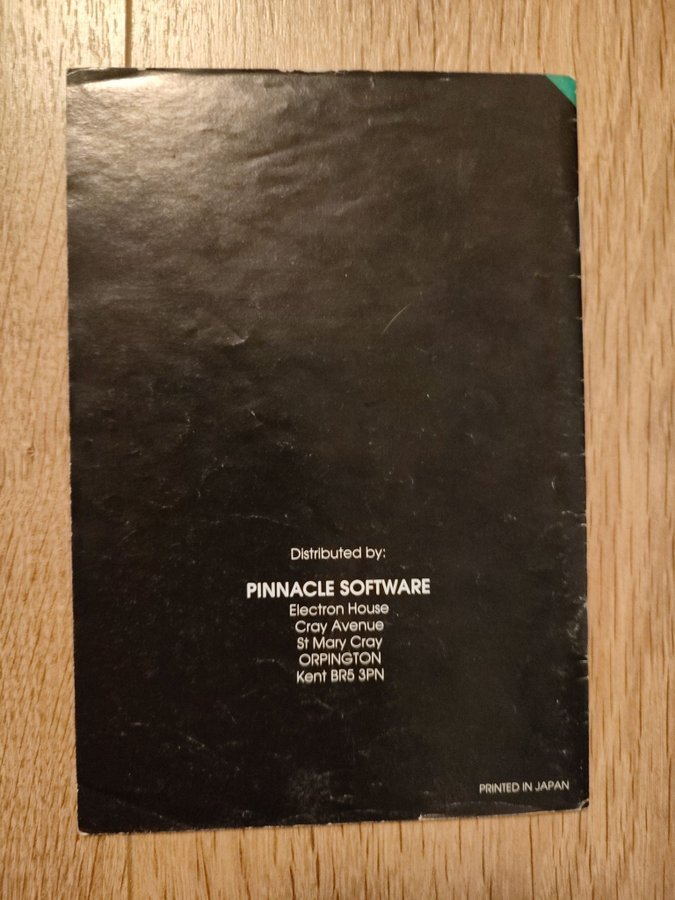 Distributed by:
PINNACLE SOFTWARE
Electron House
Cray Avenue
St Mary Cray
ORPINGTON
Kent BR5 3PN
PRINTED IN JAPAN